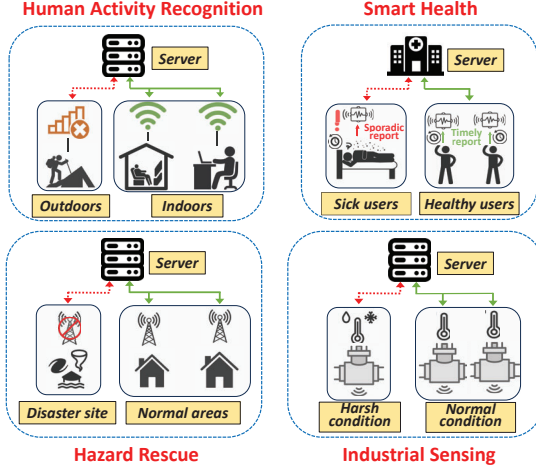 Human Activity Recognition
Server
Outdoors
Indoors
Smart Health
Server
Sporadic
report
Timely
report
Sick users
Healthy users
Server
Disaster site
Normal areas
Hazard Rescue
Server
Harsh
condition
Normal
condition
Industrial Sensing